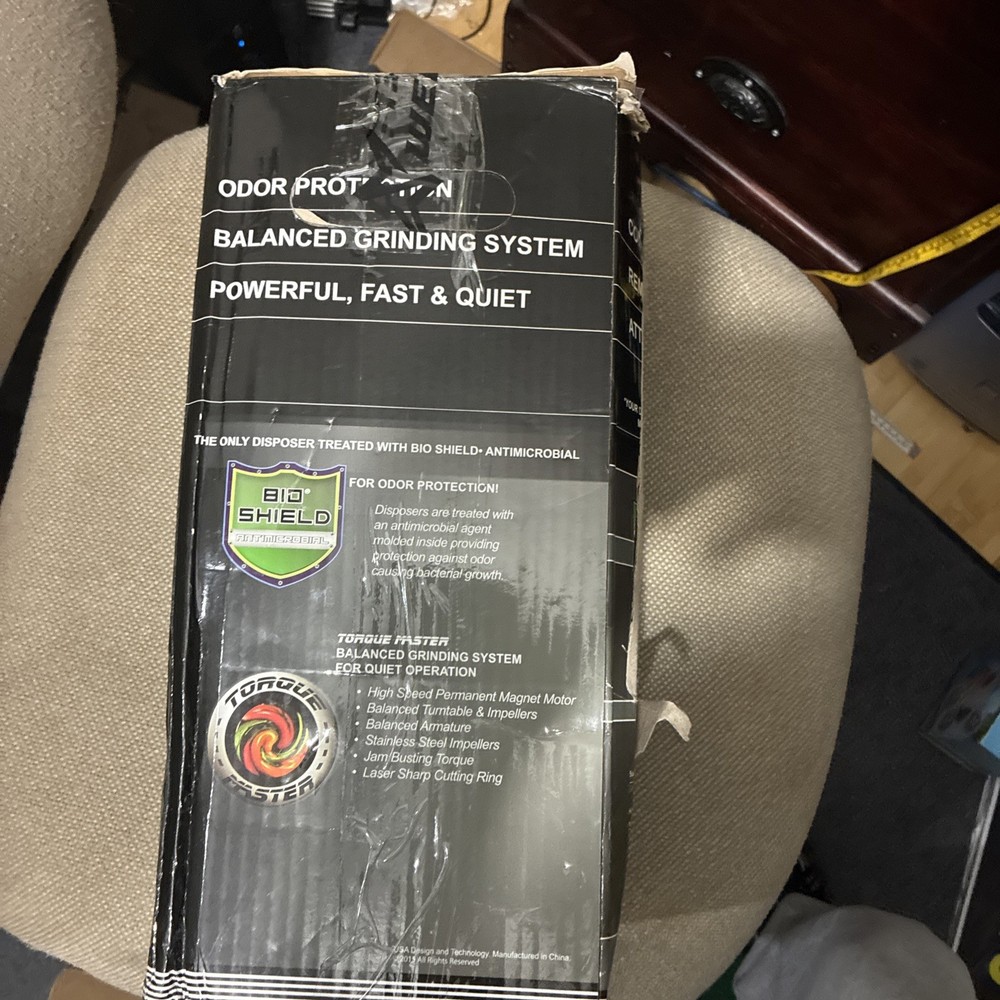 ODOR PROTECTION
BALANCED GRINDING SYSTEM
POWERFUL, FAST & QUIET
THE ONLY DISPOSER TREATED WITH BIO SHIELD® ANTIMICROBIAL
FOR ODOR PROTECTION!
BIO®
SHIELD
ANTIMICROBIAL
Disposers are treated with
an antimicrobial agent
molded inside providing
protection against odor
causing bacterial growth.
TORQUE MASTER
BALANCED GRINDING SYSTEM
FOR QUIET OPERATION
TORQUE
MASTER
• High Speed Permanent Magnet Motor
• Balanced Turntable & Impellers
• Balanced Armature
• Stainless Steel Impellers
• Jam Busting Torque
• Laser Sharp Cutting Ring
USA Design and Technology. Manufactured in China.
©2013 All Rights Reserved